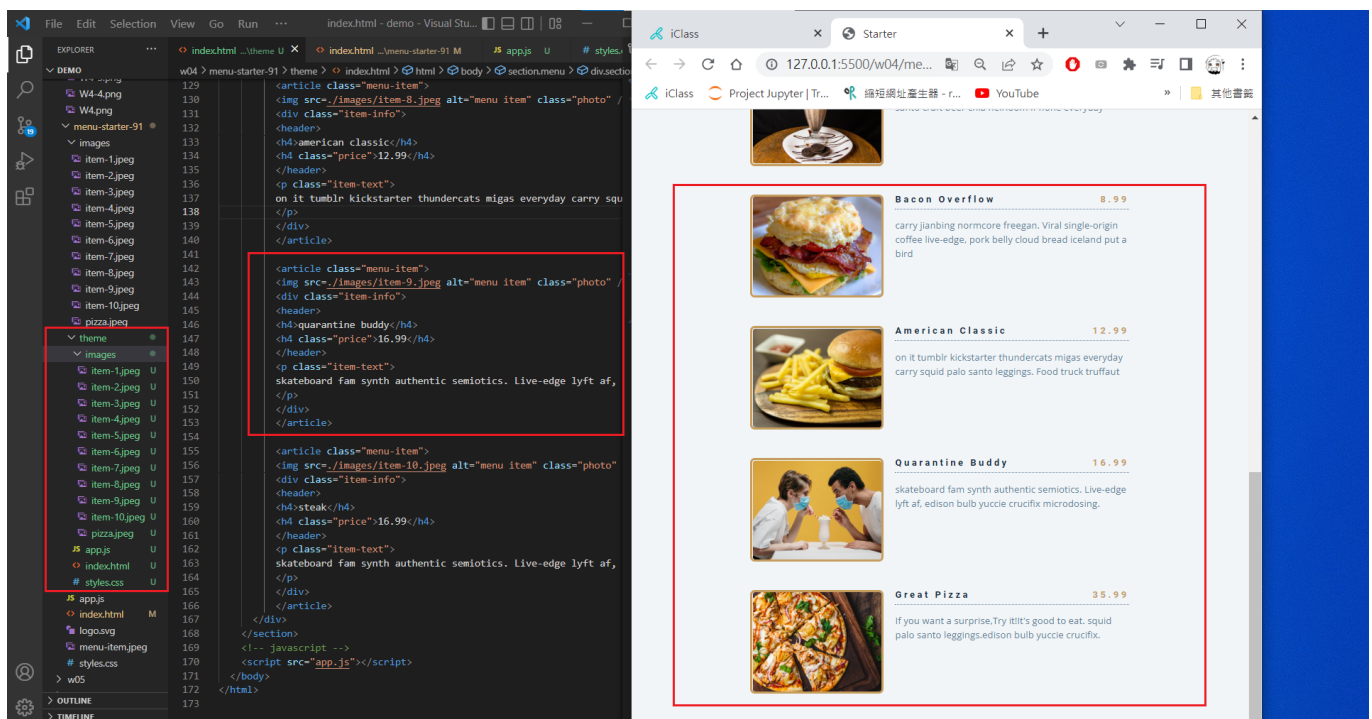 File Edit Selection View Go Run ··· index.html - demo - Visual Stu...
EXPLORER ···
DEMO
W4-4.png
W4.png
menu-starter-91
images
item-1.jpeg
item-2.jpeg
item-3.jpeg
item-4.jpeg
item-5.jpeg
item-6.jpeg
item-7.jpeg
item-8.jpeg
item-9.jpeg
item-10.jpeg
pizza.jpeg
theme
images
item-1.jpeg U
item-2.jpeg U
item-3.jpeg U
item-4.jpeg U
item-5.jpeg U
item-6.jpeg U
item-7.jpeg U
item-8.jpeg U
item-9.jpeg U
item-10.jpeg U
pizza.jpeg U
JS app.js U
<> index.html U
# styles.css U
JS app.js
<> index.html M
logo.svg
menu-item.jpeg
# styles.css
w05
OUTLINE
TIMELINE
19
<> index.html ...\theme U × <> index.html ...\menu-starter-91 M JS app.js U # styles.
w04 > menu-starter-91 > theme > <> index.html > html > body > section.menu > div.sectio
129 <article class="menu-item">
130 <img src=./images/item-8.jpeg alt="menu item" class="photo" /
131 <div class="item-info">
132 <header>
133 <h4>american classic</h4>
134 <h4 class="price">12.99</h4>
135 </header>
136 <p class="item-text">
137 on it tumblr kickstarter thundercats migas everyday carry squ
138 </p>
139 </div>
140 </article>
141
142 <article class="menu-item">
143 <img src=./images/item-9.jpeg alt="menu item" class="photo" /
144 <div class="item-info">
145 <header>
146 <h4>quarantine buddy</h4>
147 <h4 class="price">16.99</h4>
148 </header>
149 <p class="item-text">
150 skateboard fam synth authentic semiotics. Live-edge lyft af,
151 </p>
152 </div>
153 </article>
154
155 <article class="menu-item">
156 <img src=./images/item-10.jpeg alt="menu item" class="photo"
157 <div class="item-info">
158 <header>
159 <h4>steak</h4>
160 <h4 class="price">16.99</h4>
161 </header>
162 <p class="item-text">
163 skateboard fam synth authentic semiotics. Live-edge lyft af,
164 </p>
165 </div>
166 </article>
167 </div>
168 </section>
169 <!-- javascript -->
170 <script src="app.js"></script>
171 </body>
172 </html>
173
iClass × Starter × +
127.0.0.1:5500/w04/me...
iClass Project Jupyter | Tr... 縮短網址產生器 - r... YouTube » 其他書籤
Bacon Overflow 8.99
carry jianbing normcore freegan. Viral single-origin
coffee live-edge, pork belly cloud bread iceland put a
bird
American Classic 12.99
on it tumblr kickstarter thundercats migas everyday
carry squid palo santo leggings. Food truck truffaut
Quarantine Buddy 16.99
skateboard fam synth authentic semiotics. Live-edge
lyft af, edison bulb yuccie crucifix microdosing.
Great Pizza 35.99
If you want a surprise,Try it!It's good to eat. squid
palo santo leggings.edison bulb yuccie crucifix.